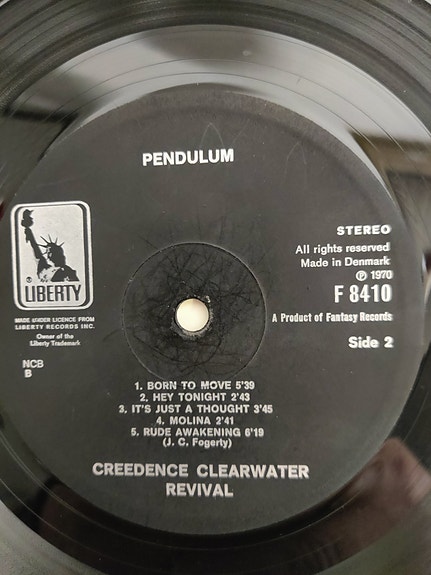 PENDULUM
® LIBERTY
MADE UNDER LICENCE FROM
LIBERTY RECORDS INC.
Owner of the
Liberty Trademark
NCB
B
STEREO
All rights reserved
Made in Denmark
℗ 1970
F 8410
A Product of Fantasy Records
Side 2
1. BORN TO MOVE 5'39
2. HEY TONIGHT 2'43
3. IT'S JUST A THOUGHT 3'45
4. MOLINA 2'41
5. RUDE AWAKENING 6'19
(J. C. Fogerty)
CREEDENCE CLEARWATER
REVIVAL